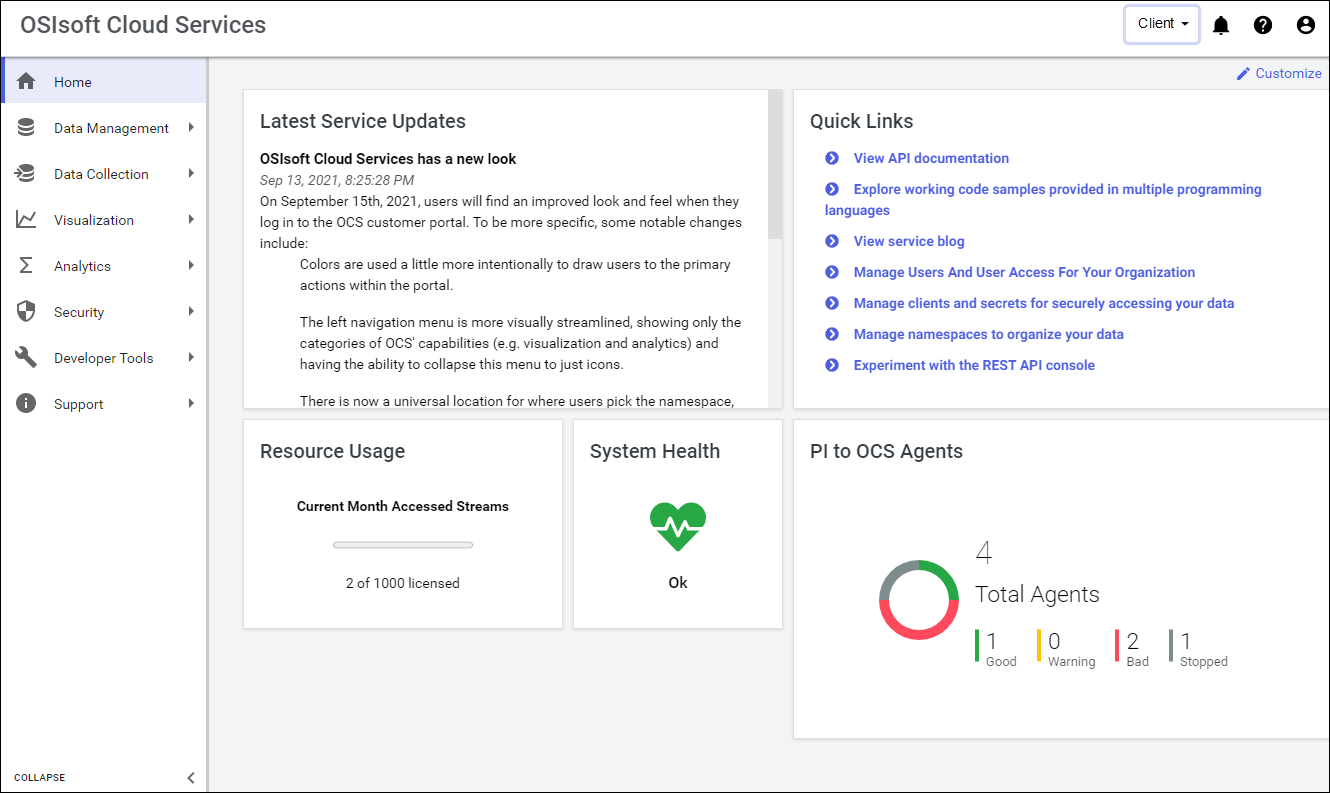 OSIsoft Cloud Services
Client
Customize
Home
Data Management
Data Collection
Visualization
Analytics
Security
Developer Tools
Support
COLLAPSE
Latest Service Updates
OSIsoft Cloud Services has a new look
Sep 13, 2021, 8:25:28 PM
On September 15th, 2021, users will find an improved look and feel when they
log in to the OCS customer portal. To be more specific, some notable changes
include:
Colors are used a little more intentionally to draw users to the primary
actions within the portal.
The left navigation menu is more visually streamlined, showing only the
categories of OCS' capabilities (e.g. visualization and analytics) and
having the ability to collapse this menu to just icons.
There is now a universal location for where users pick the namespace,
Quick Links
View API documentation
Explore working code samples provided in multiple programming
languages
View service blog
Manage Users And User Access For Your Organization
Manage clients and secrets for securely accessing your data
Manage namespaces to organize your data
Experiment with the REST API console
Resource Usage
Current Month Accessed Streams
2 of 1000 licensed
System Health
Ok
PI to OCS Agents
4
Total Agents
1
Good
0
Warning
2
Bad
1
Stopped